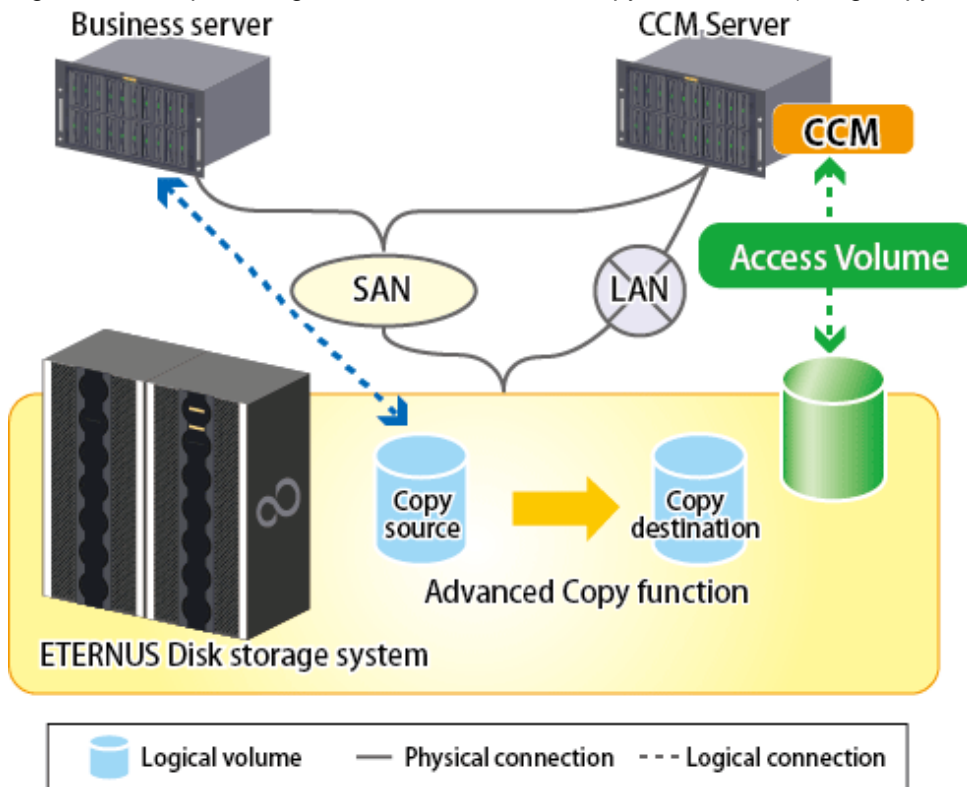 Business server
CCM Server
CCM
Access Volume
SAN
LAN
Copy
source
Copy
destination
Advanced Copy function
ETERNUS Disk storage system
Logical volume
Physical connection
Logical connection